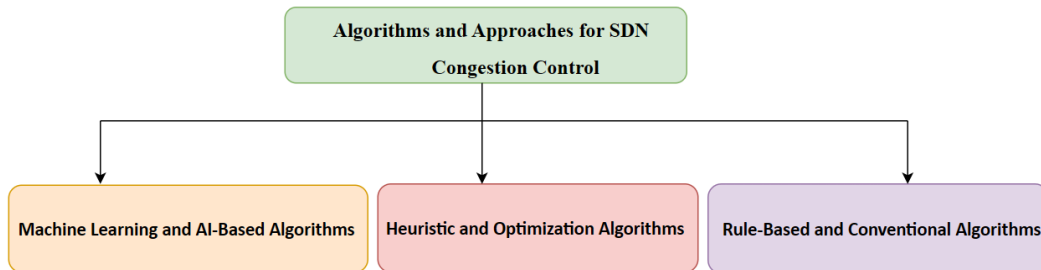 Algorithms and Approaches for SDN
Congestion Control
Machine Learning and AI-Based Algorithms
Heuristic and Optimization Algorithms
Rule-Based and Conventional Algorithms